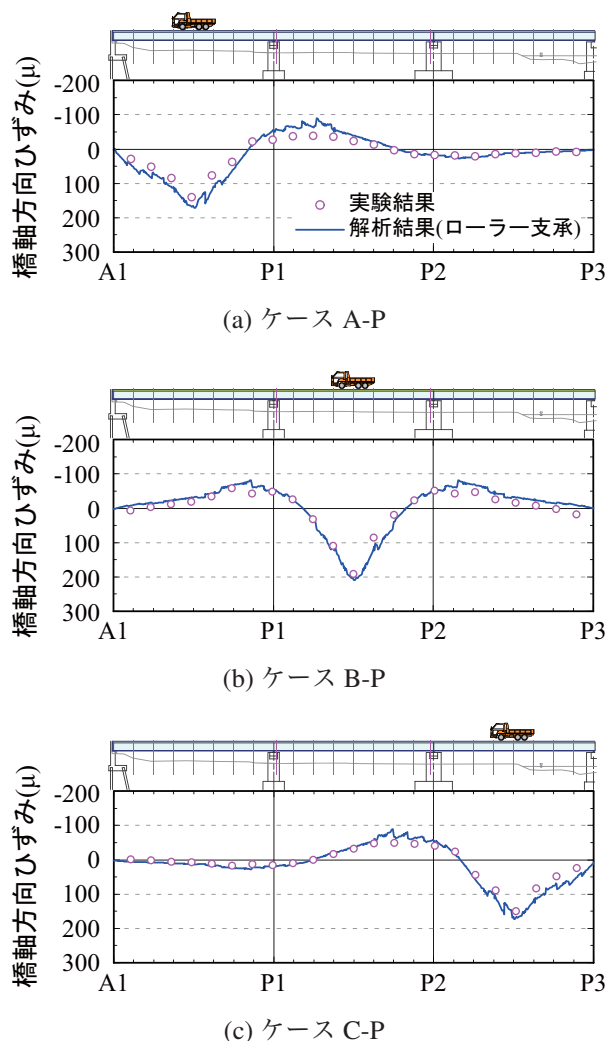 -200
-100
0
100
200
300
橋軸方向ひずみ(μ)
実験結果
解析結果(ローラー支承)
A1 P1 P2 P3
(a) ケース A-P
-200
-100
0
100
200
300
橋軸方向ひずみ(μ)
A1 P1 P2 P3
(b) ケース B-P
-200
-100
0
100
200
300
橋軸方向ひずみ(μ)
A1 P1 P2 P3
(c) ケース C-P